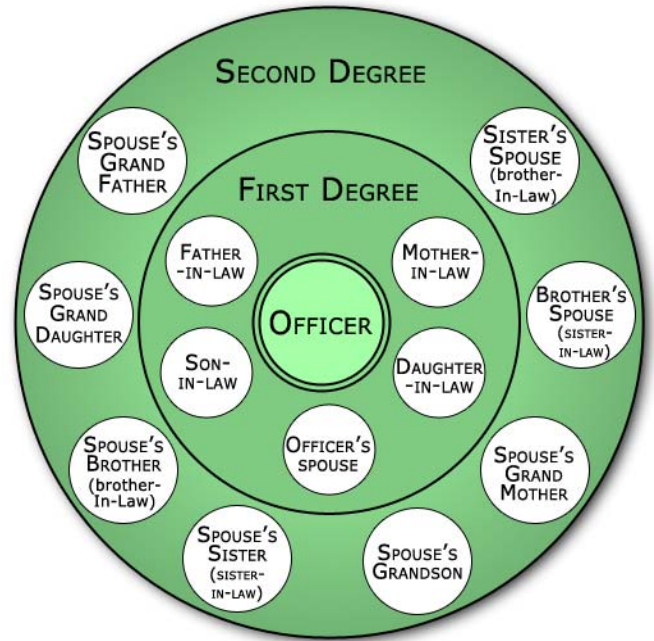 SECOND DEGREE
SPOUSE'S
GRAND
FATHER
SISTER'S
SPOUSE
(brother-
In-Law)
FIRST DEGREE
FATHER
-IN-LAW
MOTHER-
IN-LAW
SPOUSE'S
GRAND
DAUGHTER
OFFICER
BROTHER'S
SPOUSE
(SISTER-
IN-LAW)
SON-
IN-LAW
DAUGHTER
-IN-LAW
OFFICER'S
SPOUSE
SPOUSE'S
BROTHER
(brother-
In-Law)
SPOUSE'S
GRAND
MOTHER
SPOUSE'S
SISTER
(SISTER-
IN-LAW)
SPOUSE'S
GRANDSON